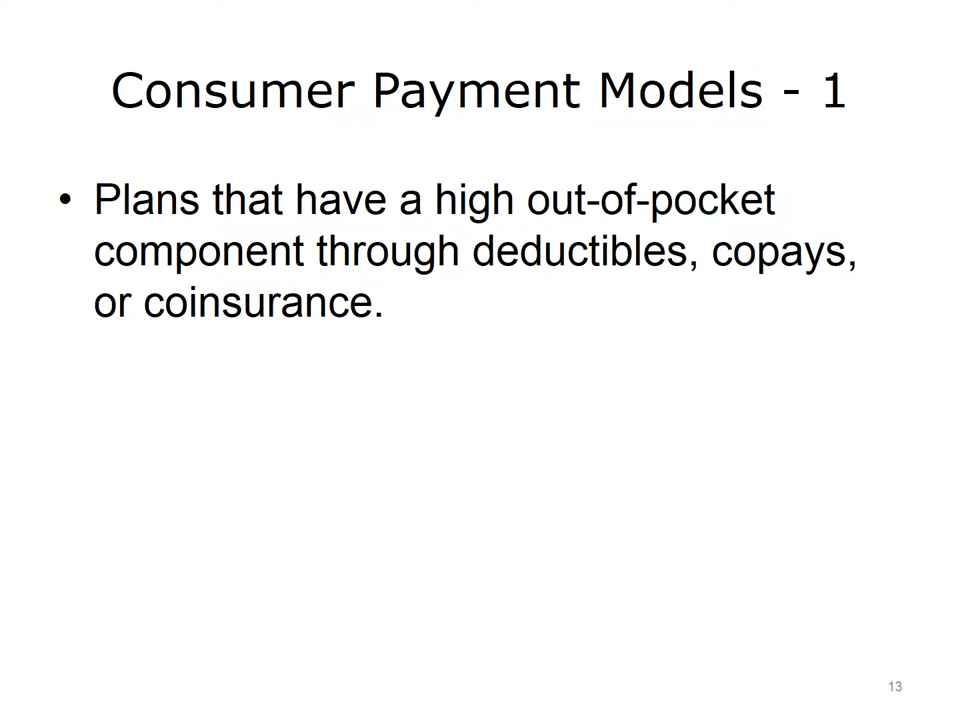 Consumer Payment Models - 1
• Plans that have a high out-of-pocket
component through deductibles, copays,
or coinsurance.
13